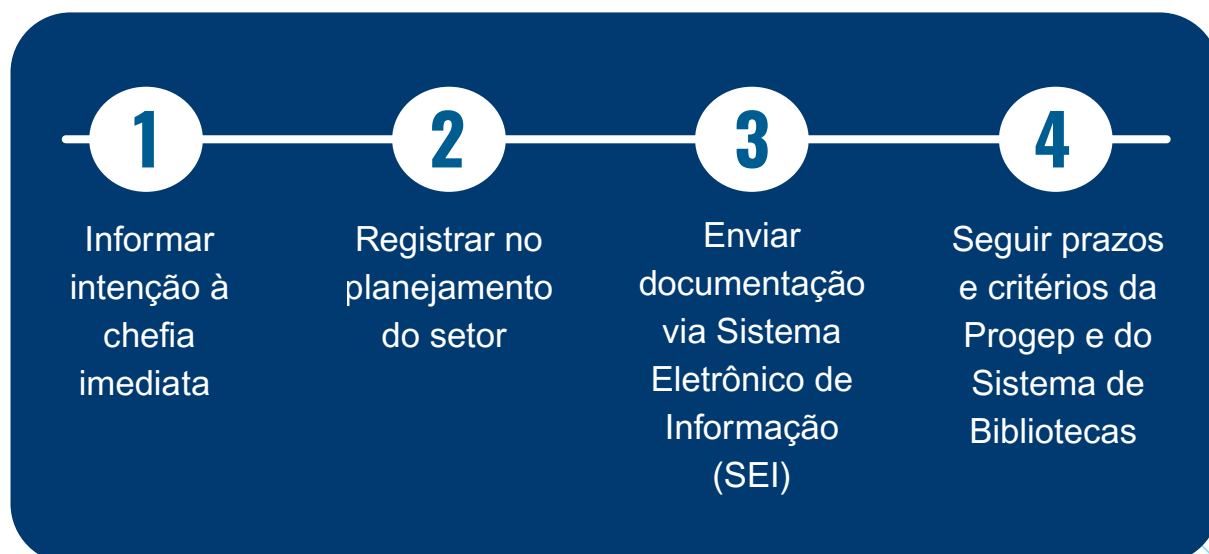 1
Informar
intenção à
chefia
imediata
2
Registrar no
planejamento
do setor
3
Enviar
documentação
via Sistema
Eletrônico de
Informação
(SEI)
4
Seguir prazos
e critérios da
Progep e do
Sistema de
Bibliotecas